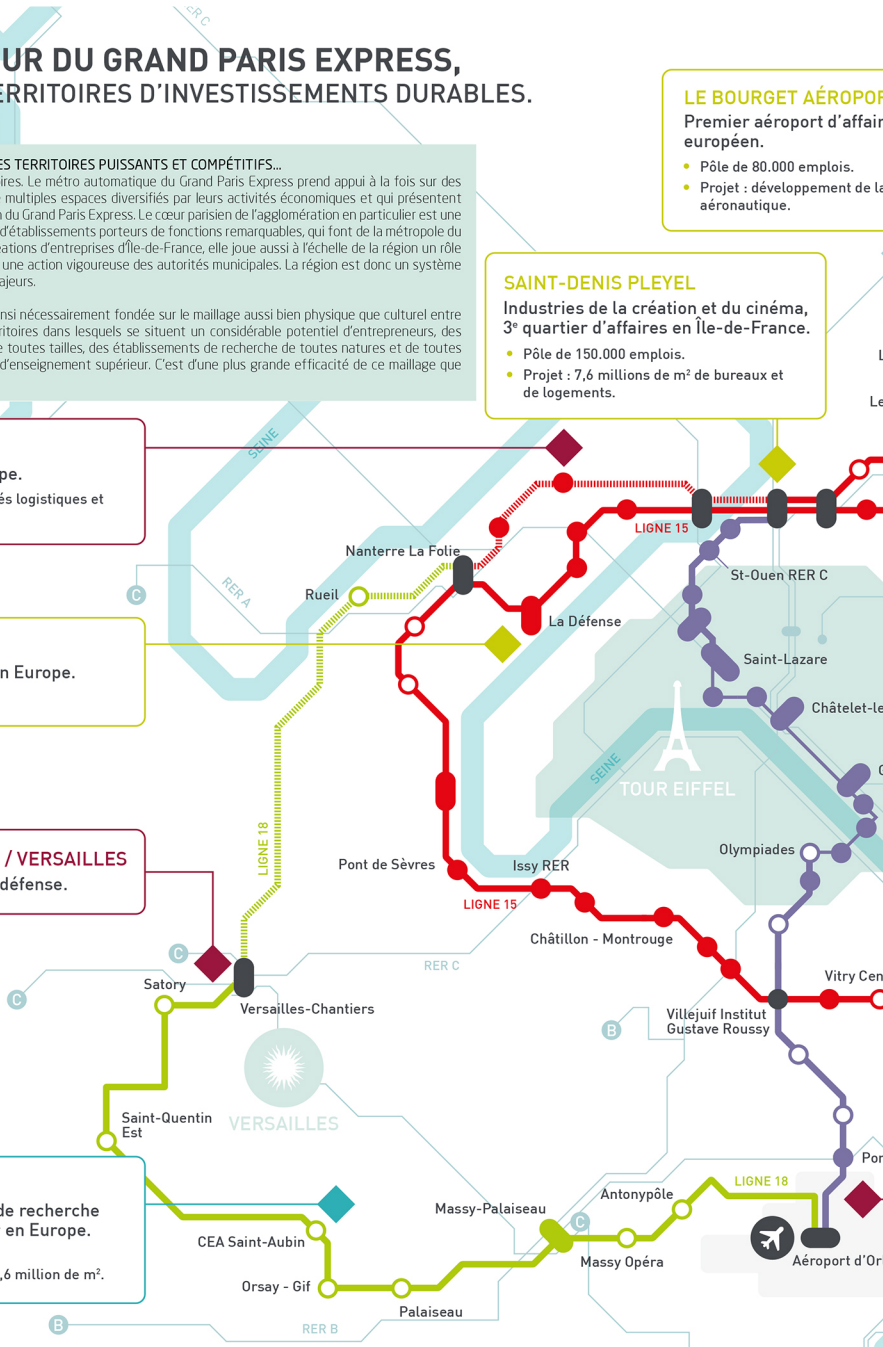 RER C
UR DU GRAND PARIS EXPRESS,
ERRITOIRES D'INVESTISSEMENTS DURABLES.
LE BOURGET AÉROPOR
Premier aéroport d'affair
européen.
• Pôle de 80.000 emplois.
• Projet : développement de la
aéronautique.
ES TERRITOIRES PUISSANTS ET COMPÉTITIFS...
ires. Le métro automatique du Grand Paris Express prend appui à la fois sur des
multiples espaces diversifiés par leurs activités économiques et qui présentent
du Grand Paris Express. Le cœur parisien de l'agglomération en particulier est une
d'établissements porteurs de fonctions remarquables, qui font de la métropole du
éations d'entreprises d'Île-de-France, elle joue aussi à l'échelle de la région un rôle
une action vigoureuse des autorités municipales. La région est donc un système
ajeurs.
nsi nécessairement fondée sur le maillage aussi bien physique que culturel entre
ritoires dans lesquels se situent un considérable potentiel d'entrepreneurs, des
e toutes tailles, des établissements de recherche de toutes natures et de toutes
d'enseignement supérieur. C'est d'une plus grande efficacité de ce maillage que
SAINT-DENIS PLEYEL
Industries de la création et du cinéma,
3e quartier d'affaires en Île-de-France.
• Pôle de 150.000 emplois.
• Projet : 7,6 millions de m² de bureaux et
de logements.
L
Le
SEINE
pe.
és logistiques et
LIGNE 15
Nanterre La Folie
St-Ouen RER C
C
RER A
Rueil
La Défense
n Europe.
Saint-Lazare
Châtelet-le
SEINE
TOUR EIFFEL
C
LIGNE 18
Olympiades
/ VERSAILLES
défense.
Pont de Sèvres
Issy RER
LIGNE 15
Châtillon - Montrouge
C
RER C
Vitry Cen
Satory
C
Versailles-Chantiers
Villejuif Institut
Gustave Roussy
B
Saint-Quentin
Est
VERSAILLES
Por
de recherche
en Europe.
,6 million de m².
CEA Saint-Aubin
Massy-Palaiseau
C
Antonypôle
LIGNE 18
Orsay - Gif
Massy Opéra
Aéroport d'Orl
Palaiseau
B
RER B